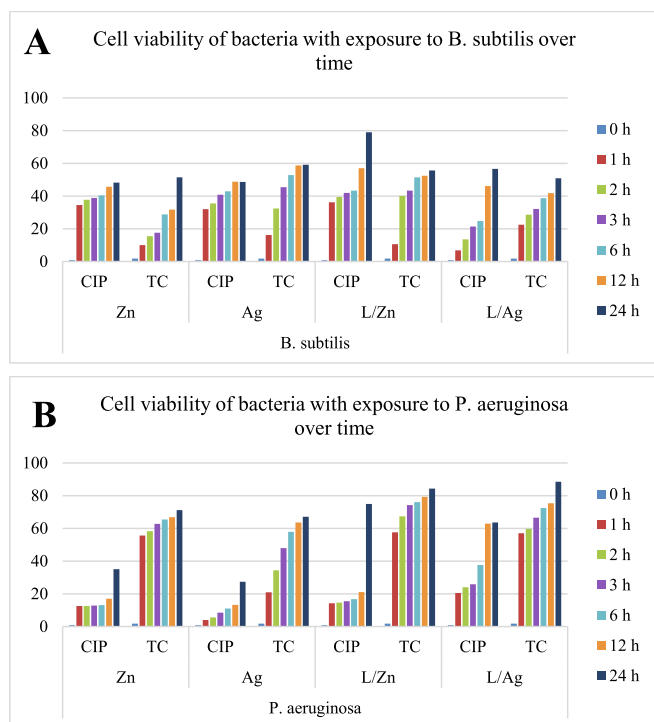 A
Cell viability of bacteria with exposure to B. subtilis over
time
100
80
60
40
20
0
CIP TC CIP TC CIP TC CIP TC
Zn Ag L/Zn L/Ag
B. subtilis
0 h
1 h
2 h
3 h
6 h
12 h
24 h
B
Cell viability of bacteria with exposure to P. aeruginosa
over time
100
80
60
40
20
0
CIP TC CIP TC CIP TC CIP TC
Zn Ag L/Zn L/Ag
P. aeruginosa
0 h
1 h
2 h
3 h
6 h
12 h
24 h